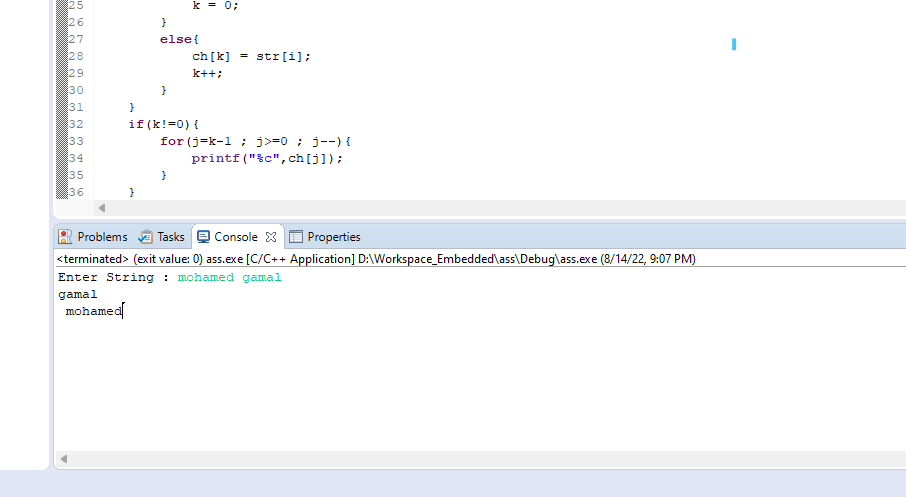 25 k = 0;
26 }
27 else{
28 ch[k] = str[i];
29 k++;
30 }
31 }
32 if(k!=0){
33 for(j=k-1 ; j>=0 ; j--){
34 printf("%c",ch[j]);
35 }
36 }
Problems Tasks Console Properties
<terminated> (exit value: 0) ass.exe [C/C++ Application] D:\Workspace_Embedded\ass\Debug\ass.exe (8/14/22, 9:07 PM)
Enter String : mohamed gamal
gamal
 mohamed